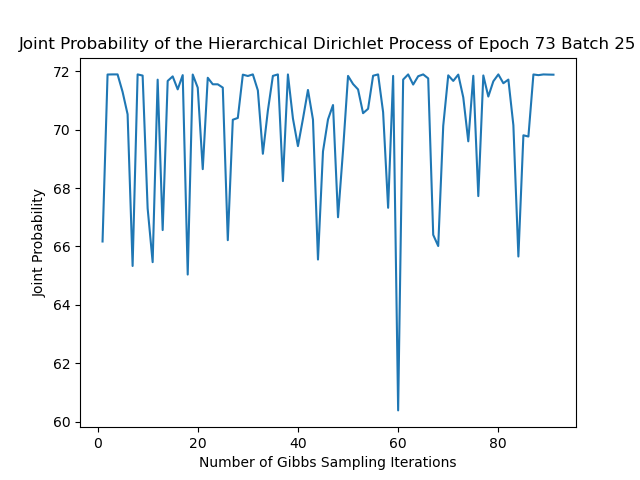 Joint Probability of the Hierarchical Dirichlet Process of Epoch 73 Batch 25
72
70
68
66
64
62
60
Joint Probability
0 20 40 60 80
Number of Gibbs Sampling Iterations